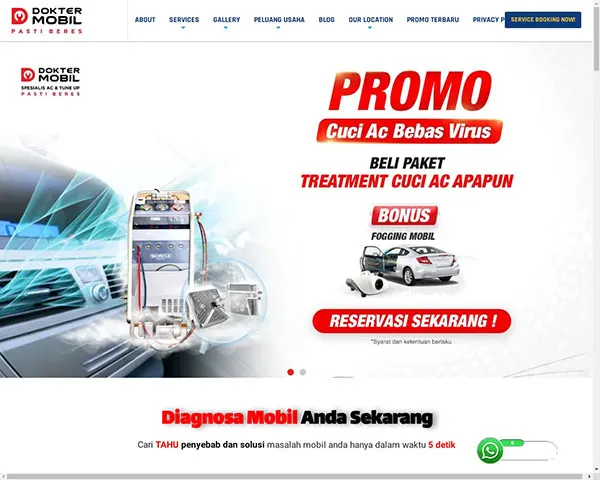 DOKTER
MOBIL
PASTI BERES
ABOUT
SERVICES
GALLERY
PELUANG USAHA
BLOG
OUR LOCATION
PROMO TERBARU
PRIVACY P
SERVICE BOOKING NOW!
DOKTER
MOBIL
SPESIALIS AC & TUNE UP
PASTI BERES
PROMO
Cuci Ac Bebas Virus
BELI PAKET
TREATMENT CUCI AC APAPUN
BONUS
FOGGING MOBIL
RESERVASI SEKARANG !
*Syarat dan ketentuan berlaku
Diagnosa Mobil Anda Sekarang
Cari TAHU penyebab dan solusi masalah mobil anda hanya dalam waktu 5 detik